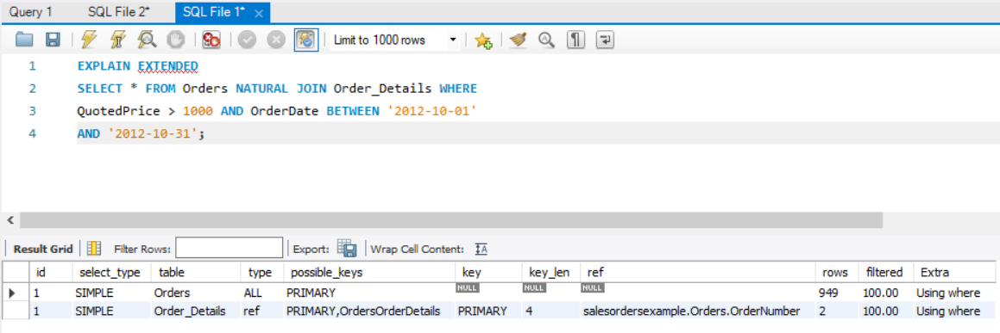 Query 1 SQL File 2* SQL File 1* ×
Limit to 1000 rows
1 EXPLAIN EXTENDED
2 SELECT * FROM Orders NATURAL JOIN Order_Details WHERE
3 QuotedPrice > 1000 AND OrderDate BETWEEN '2012-10-01'
4 AND '2012-10-31';
Result Grid Filter Rows: Export: Wrap Cell Content: IA
id select_type table type possible_keys key key_len ref rows filtered Extra
1 SIMPLE Orders ALL PRIMARY NULL NULL NULL 949 100.00 Using where
1 SIMPLE Order_Details ref PRIMARY,OrdersOrderDetails PRIMARY 4 salesordersexample.Orders.OrderNumber 2 100.00 Using where